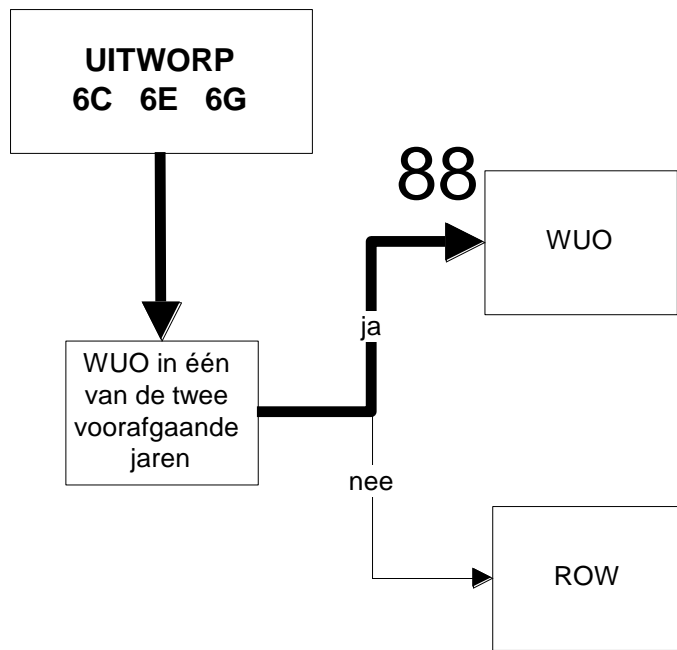 UITWORP
6C 6E 6G
88
WUO
ja
WUO in één
van de twee
voorafgaande
jaren
nee
ROW